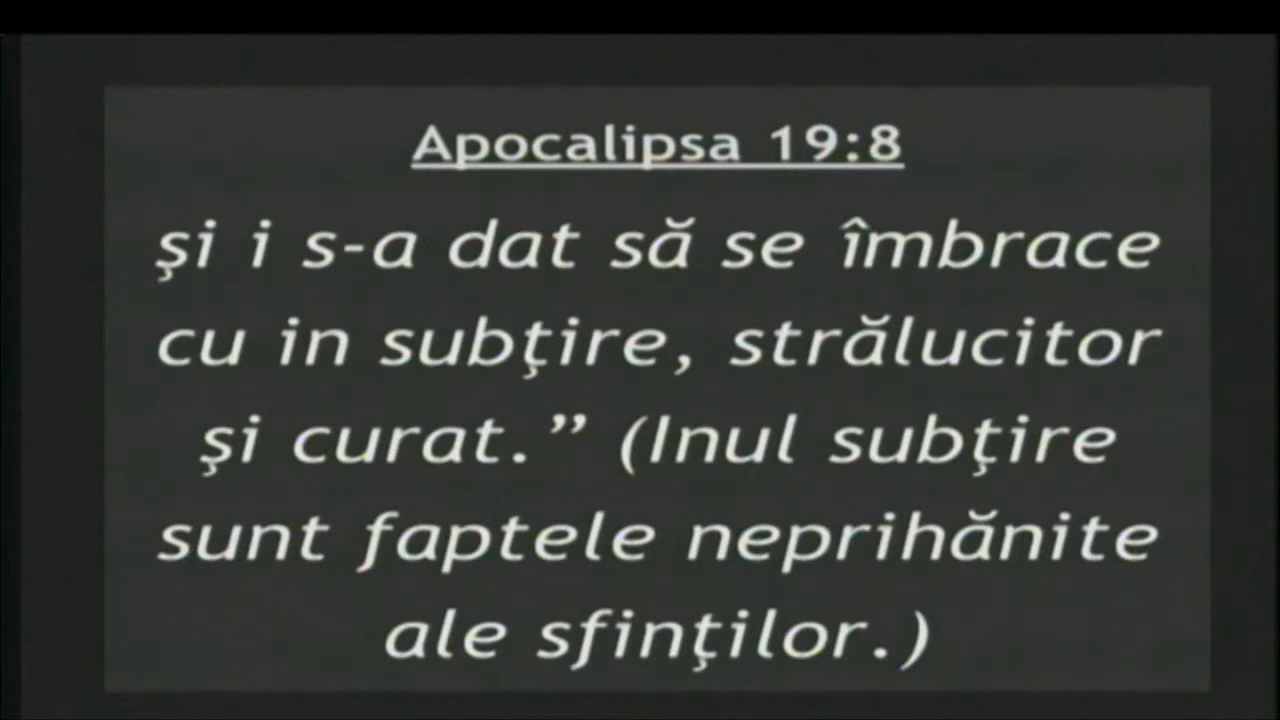 Apocalipsa 19:8
şi i s-a dat să se îmbrace
cu in subţire, strălucitor
şi curat.” (Inul subţire
sunt faptele neprihănite
ale sfinţilor.)